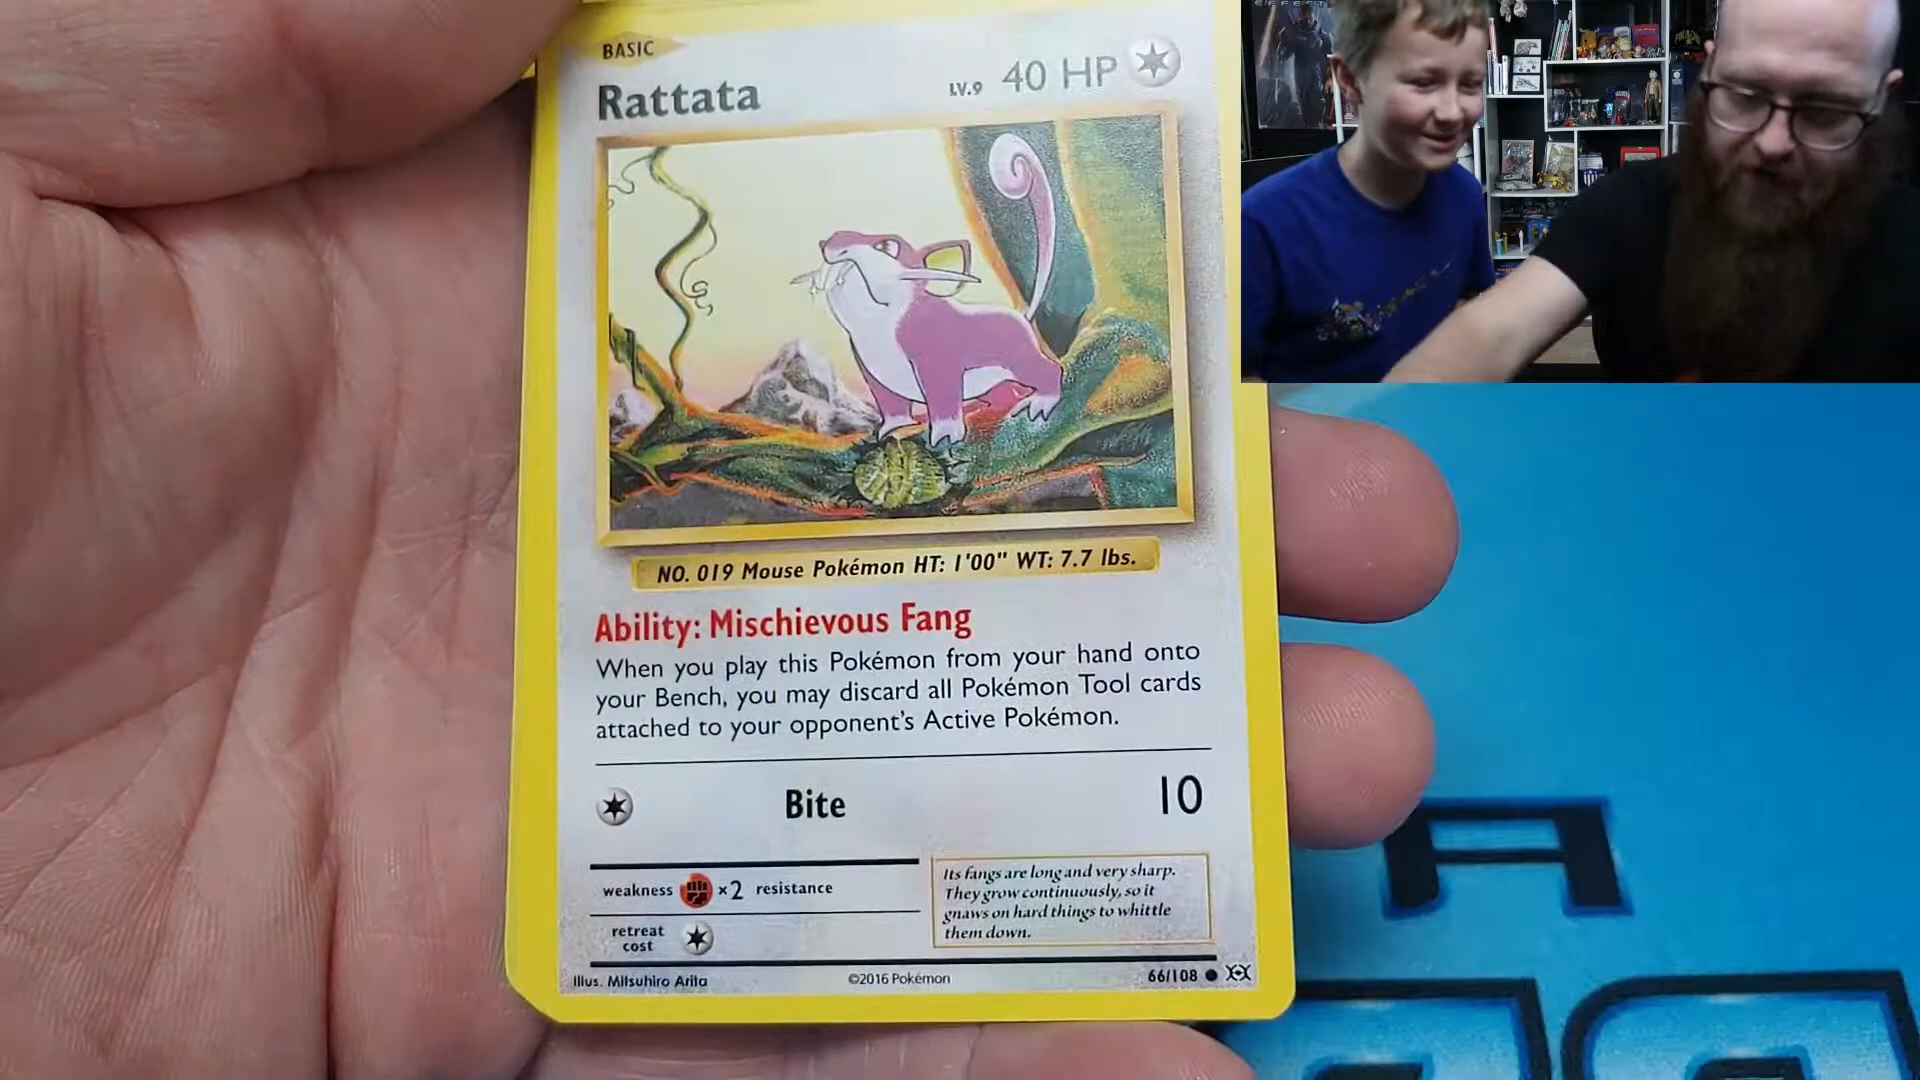 BASIC
Rattata LV.9 40 HP
NO. 019 Mouse Pokémon HT: 1'00" WT: 7.7 lbs.
Ability: Mischievous Fang
When you play this Pokémon from your hand onto
your Bench, you may discard all Pokémon Tool cards
attached to your opponent's Active Pokémon.
Bite 10
weakness ×2 resistance
retreat
cost
Its fangs are long and very sharp.
They grow continuously, so it
gnaws on hard things to whittle
them down.
Illus. Mitsuhiro Arita ©2016 Pokémon 66/108